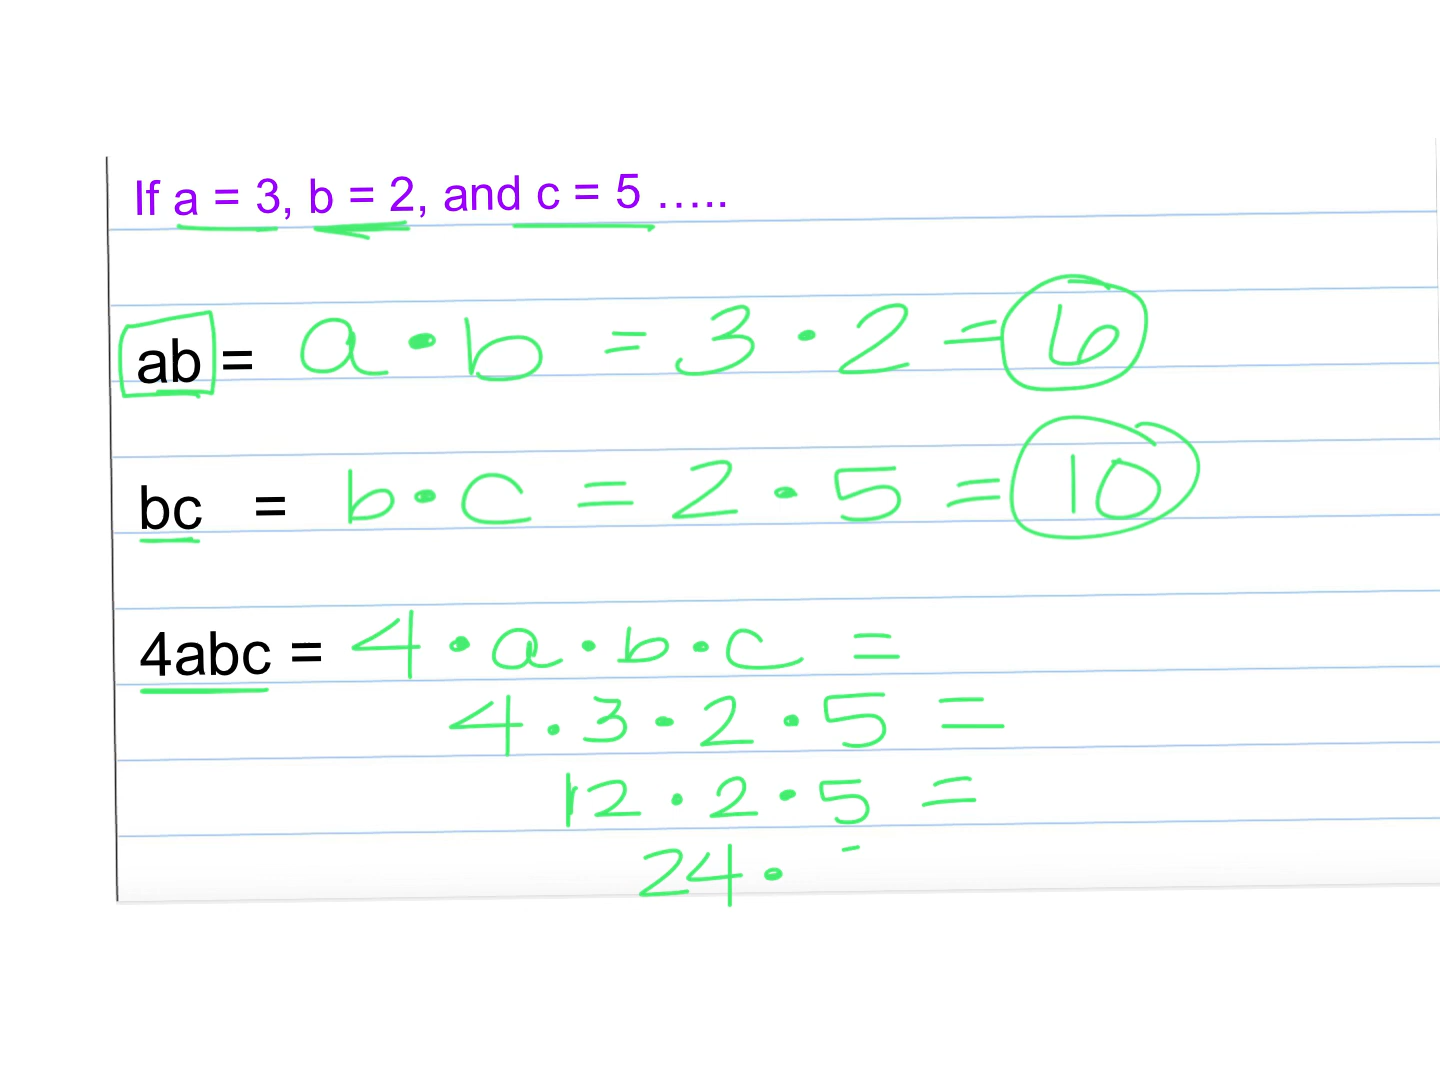 If a = 3, b = 2, and c = 5 .....
ab = a · b = 3 · 2 = 6
bc = b · c = 2 · 5 = 10
4abc = 4 · a · b · c =
4 · 3 · 2 · 5 =
12 · 2 · 5 =
24 ·